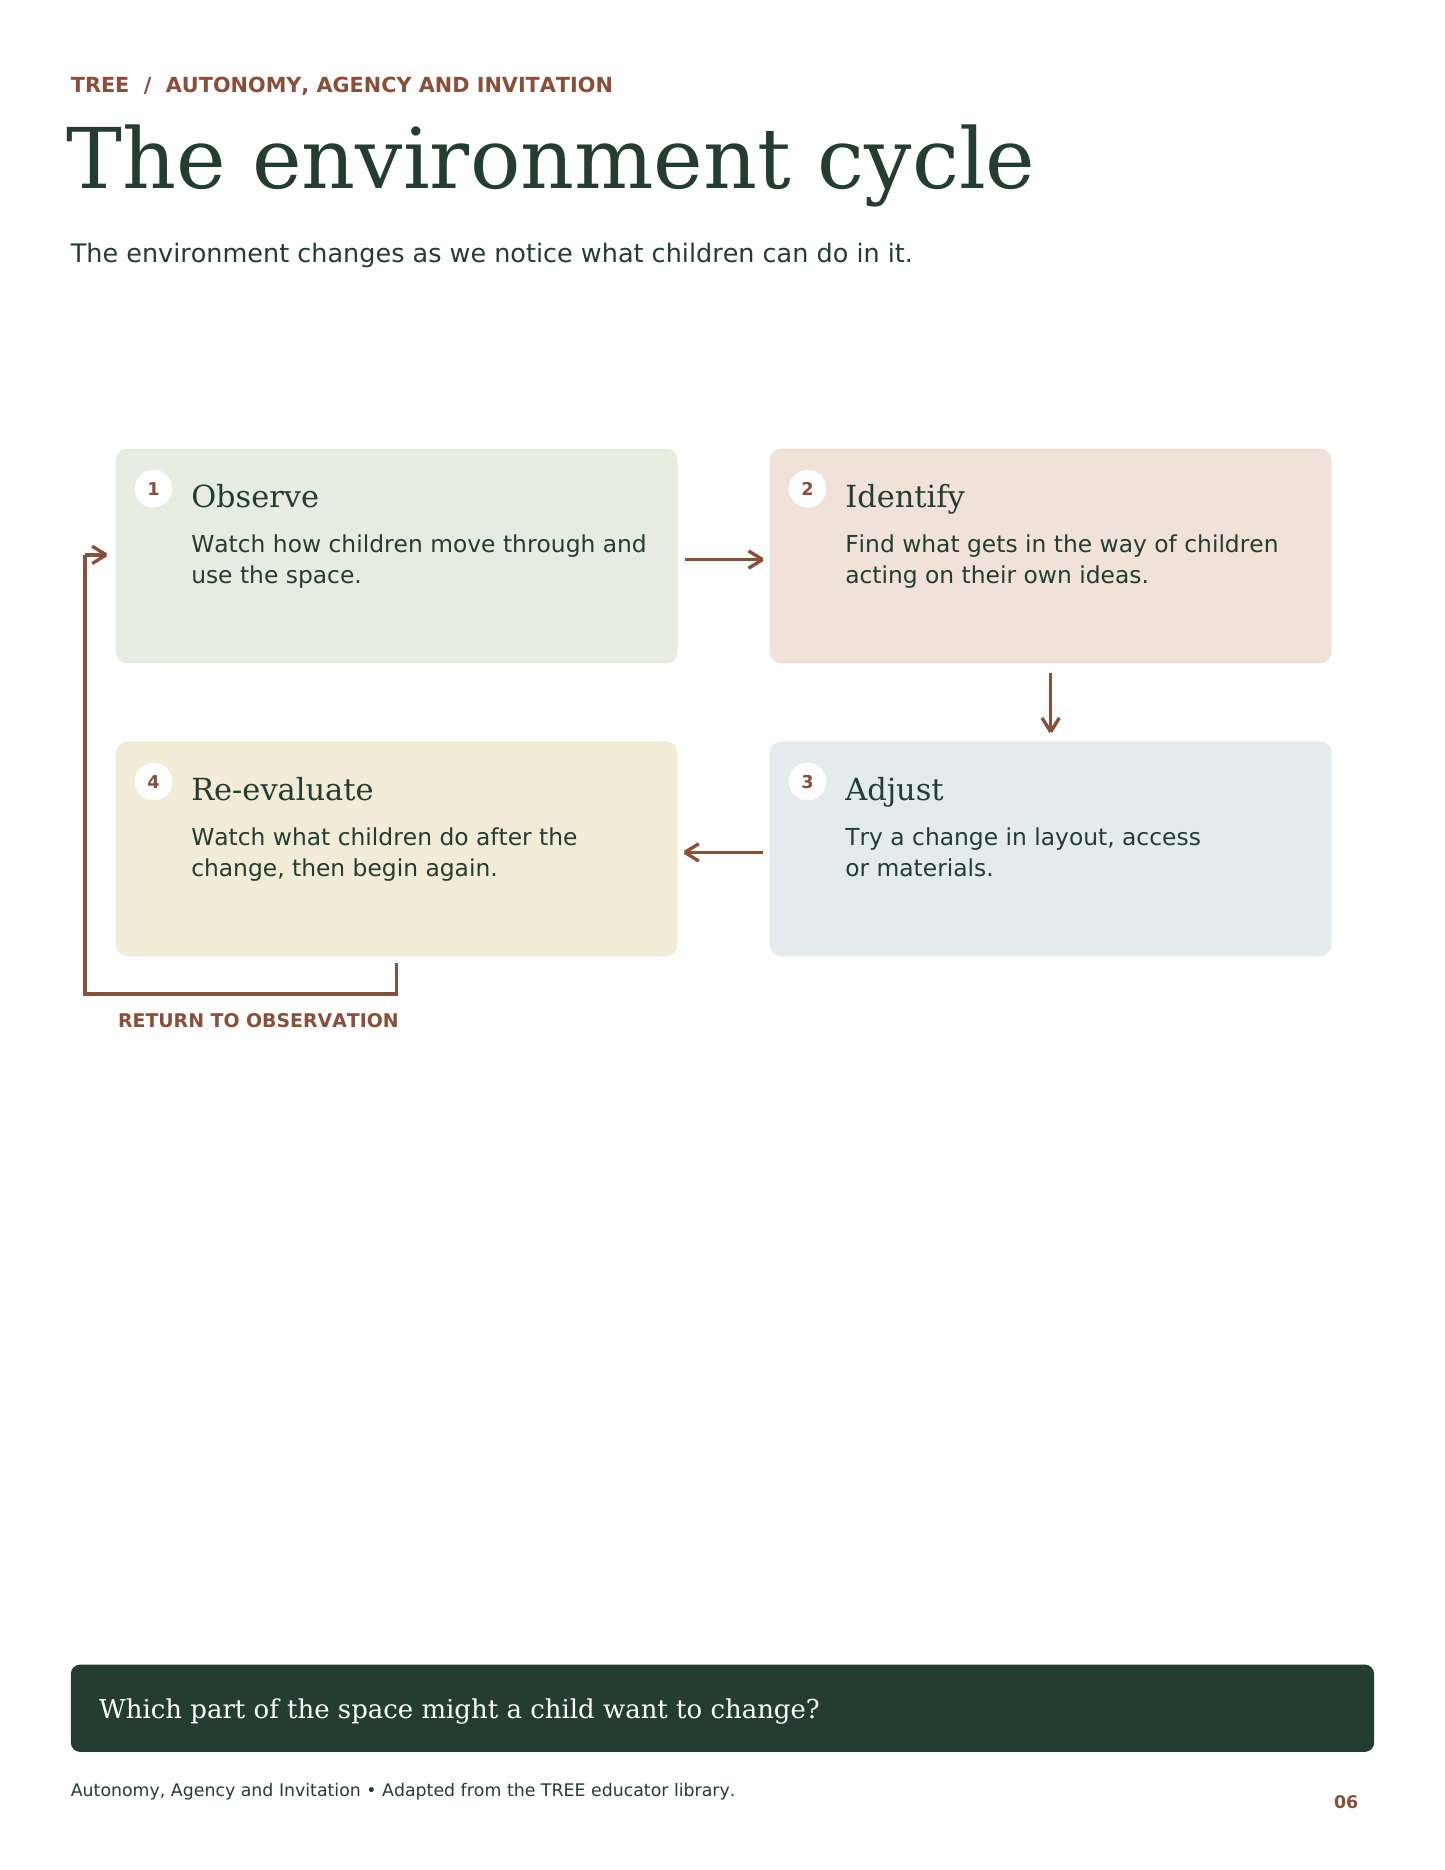 TREE / AUTONOMY, AGENCY AND INVITATION
The environment cycle
The environment changes as we notice what children can do in it.
1
Observe
Watch how children move through and
use the space.
2
Identify
Find what gets in the way of children
acting on their own ideas.
3
Adjust
Try a change in layout, access
or materials.
4
Re-evaluate
Watch what children do after the
change, then begin again.
RETURN TO OBSERVATION
Which part of the space might a child want to change?
Autonomy, Agency and Invitation • Adapted from the TREE educator library.
06